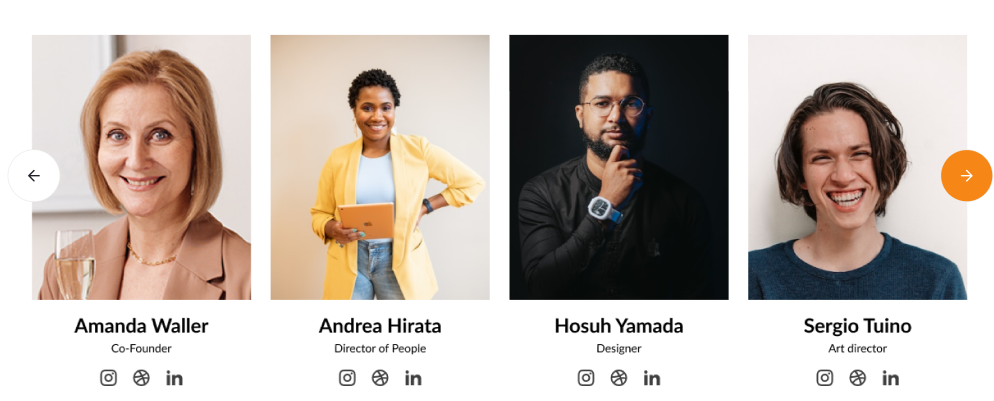 Amanda Waller
Co-Founder
Andrea Hirata
Director of People
Hosuh Yamada
Designer
Sergio Tuino
Art director